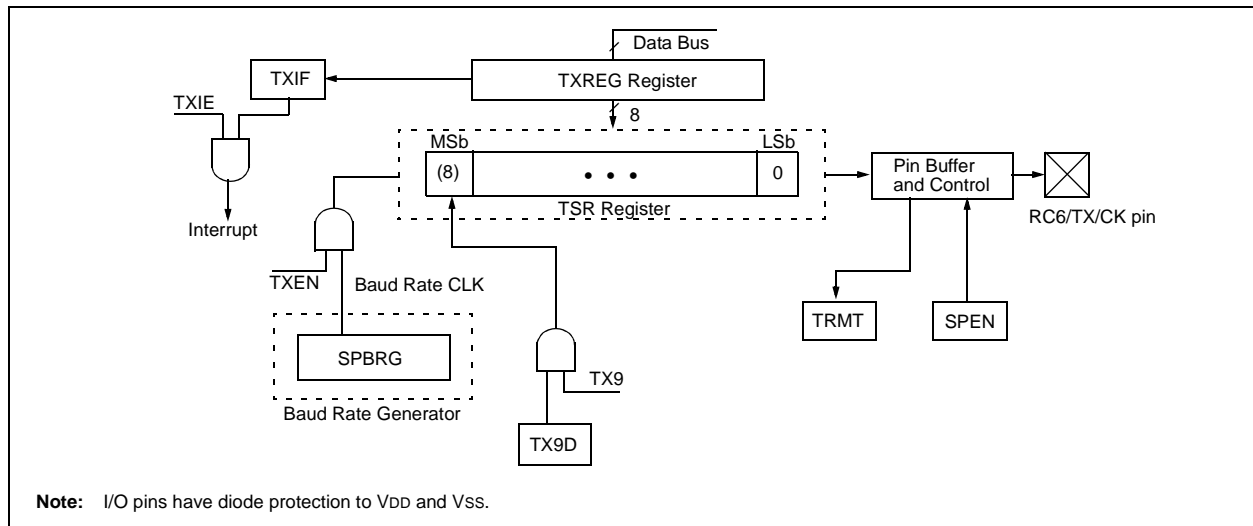 Data Bus
TXIF
TXREG Register
TXIE
8
MSb
LSb
(8)
• • •
0
Pin Buffer
and Control
TSR Register
RC6/TX/CK pin
Interrupt
TXEN
Baud Rate CLK
TRMT
SPEN
SPBRG
TX9
Baud Rate Generator
TX9D
Note: I/O pins have diode protection to VDD and VSS.